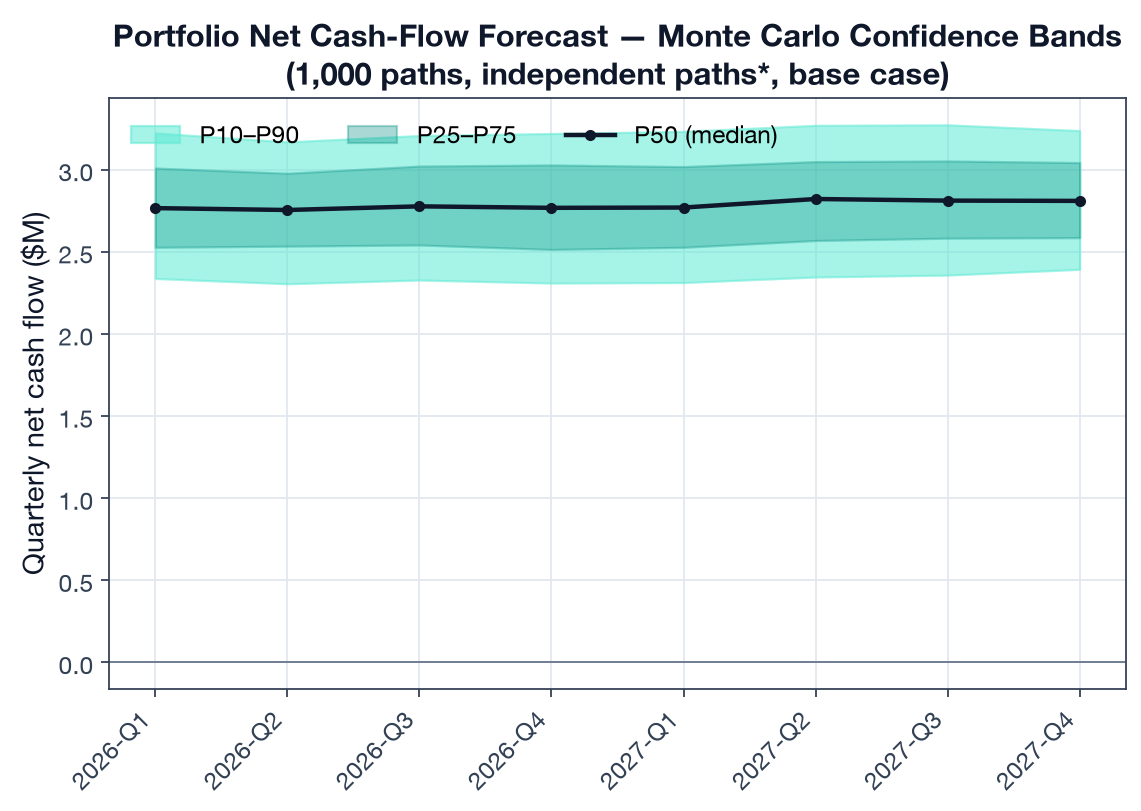 Portfolio Net Cash-Flow Forecast — Monte Carlo Confidence Bands
(1,000 paths, independent paths*, base case)
P10–P90
P25–P75
P50 (median)
Quarterly net cash flow ($M)
3.0
2.5
2.0
1.5
1.0
0.5
0.0
2026-Q1
2026-Q2
2026-Q3
2026-Q4
2027-Q1
2027-Q2
2027-Q3
2027-Q4